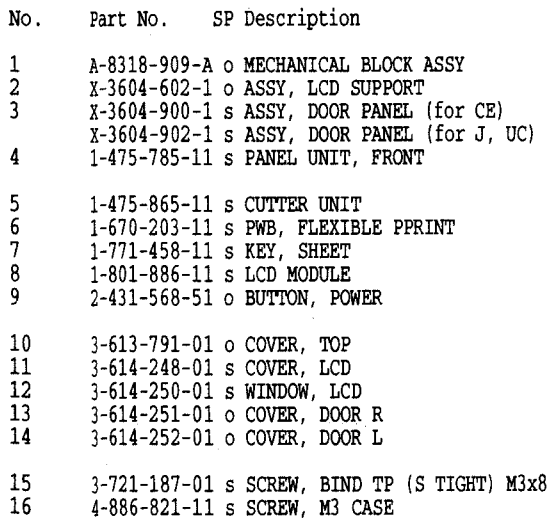 No. Part No. SP Description
1 A-8318-909-A o MECHANICAL BLOCK ASSY
2 X-3604-602-1 o ASSY, LCD SUPPORT
3 X-3604-900-1 s ASSY, DOOR PANEL (for CE)
X-3604-902-1 s ASSY, DOOR PANEL (for J, UC)
4 1-475-785-11 s PANEL UNIT, FRONT
5 1-475-865-11 s CUTTER UNIT
6 1-670-203-11 s PWB, FLEXIBLE PPRINT
7 1-771-458-11 s KEY, SHEET
8 1-801-886-11 s LCD MODULE
9 2-431-568-51 o BUTTON, POWER
10 3-613-791-01 o COVER, TOP
11 3-614-248-01 s COVER, LCD
12 3-614-250-01 s WINDOW, LCD
13 3-614-251-01 o COVER, DOOR R
14 3-614-252-01 o COVER, DOOR L
15 3-721-187-01 s SCREW, BIND TP (S TIGHT) M3x8
16 4-886-821-11 s SCREW, M3 CASE